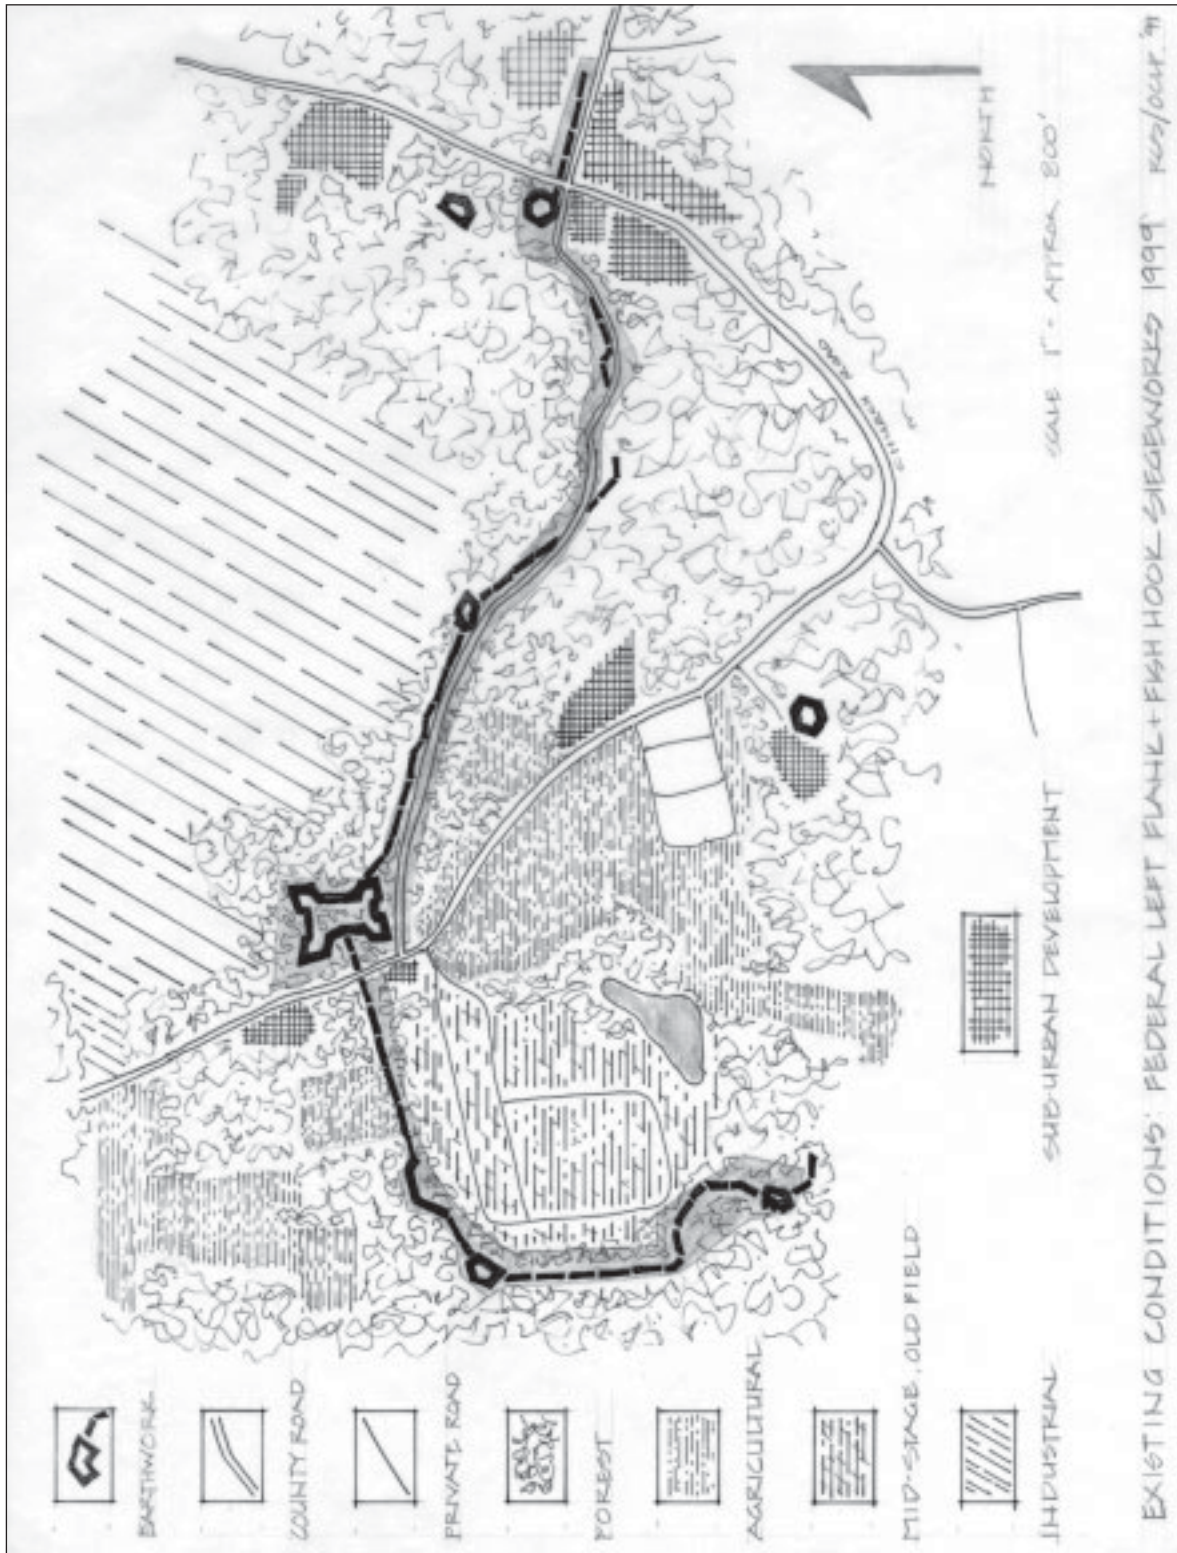 EARTHWORK
COUNTY ROAD
PRIVATE ROAD
FOREST
AGRICULTURAL
MID-STAGE, OLD FIELD
INDUSTRIAL
SUB-URBAN DEVELOPMENT
ROAD
NORTH
SCALE 1" - APPROX. 800'
EXISTING CONDITIONS: FEDERAL LEFT FLANK + FISH HOOK SIEGEWORKS 1999